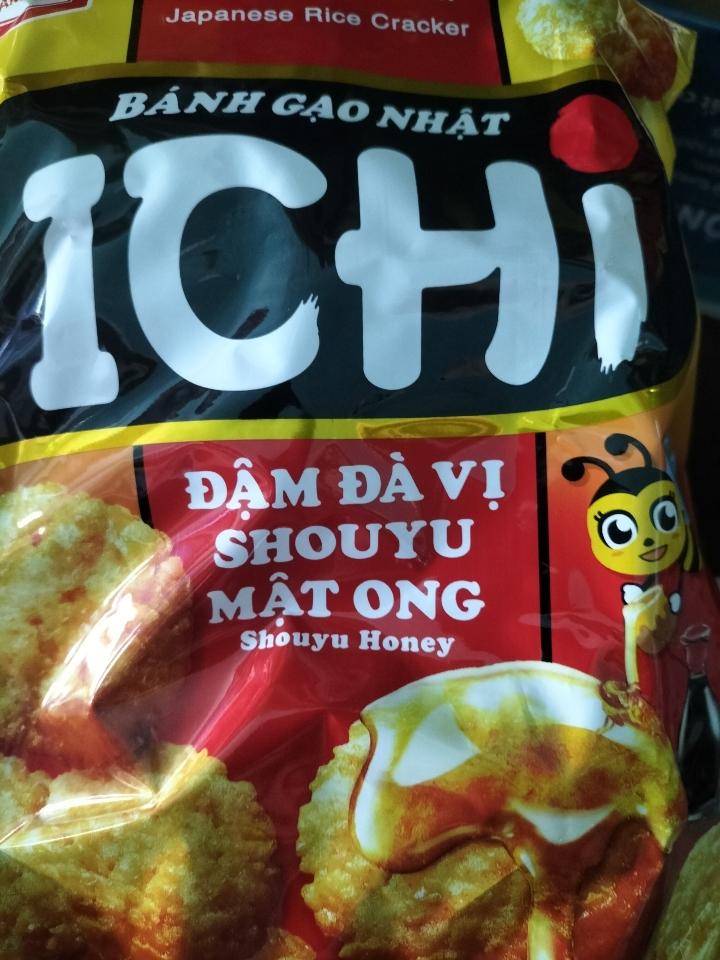 Japanese Rice Cracker
BÁNH GẠO NHẬT
ICHi
ĐẬM ĐÀ VỊ
SHOUYU
MẬT ONG
Shouyu Honey